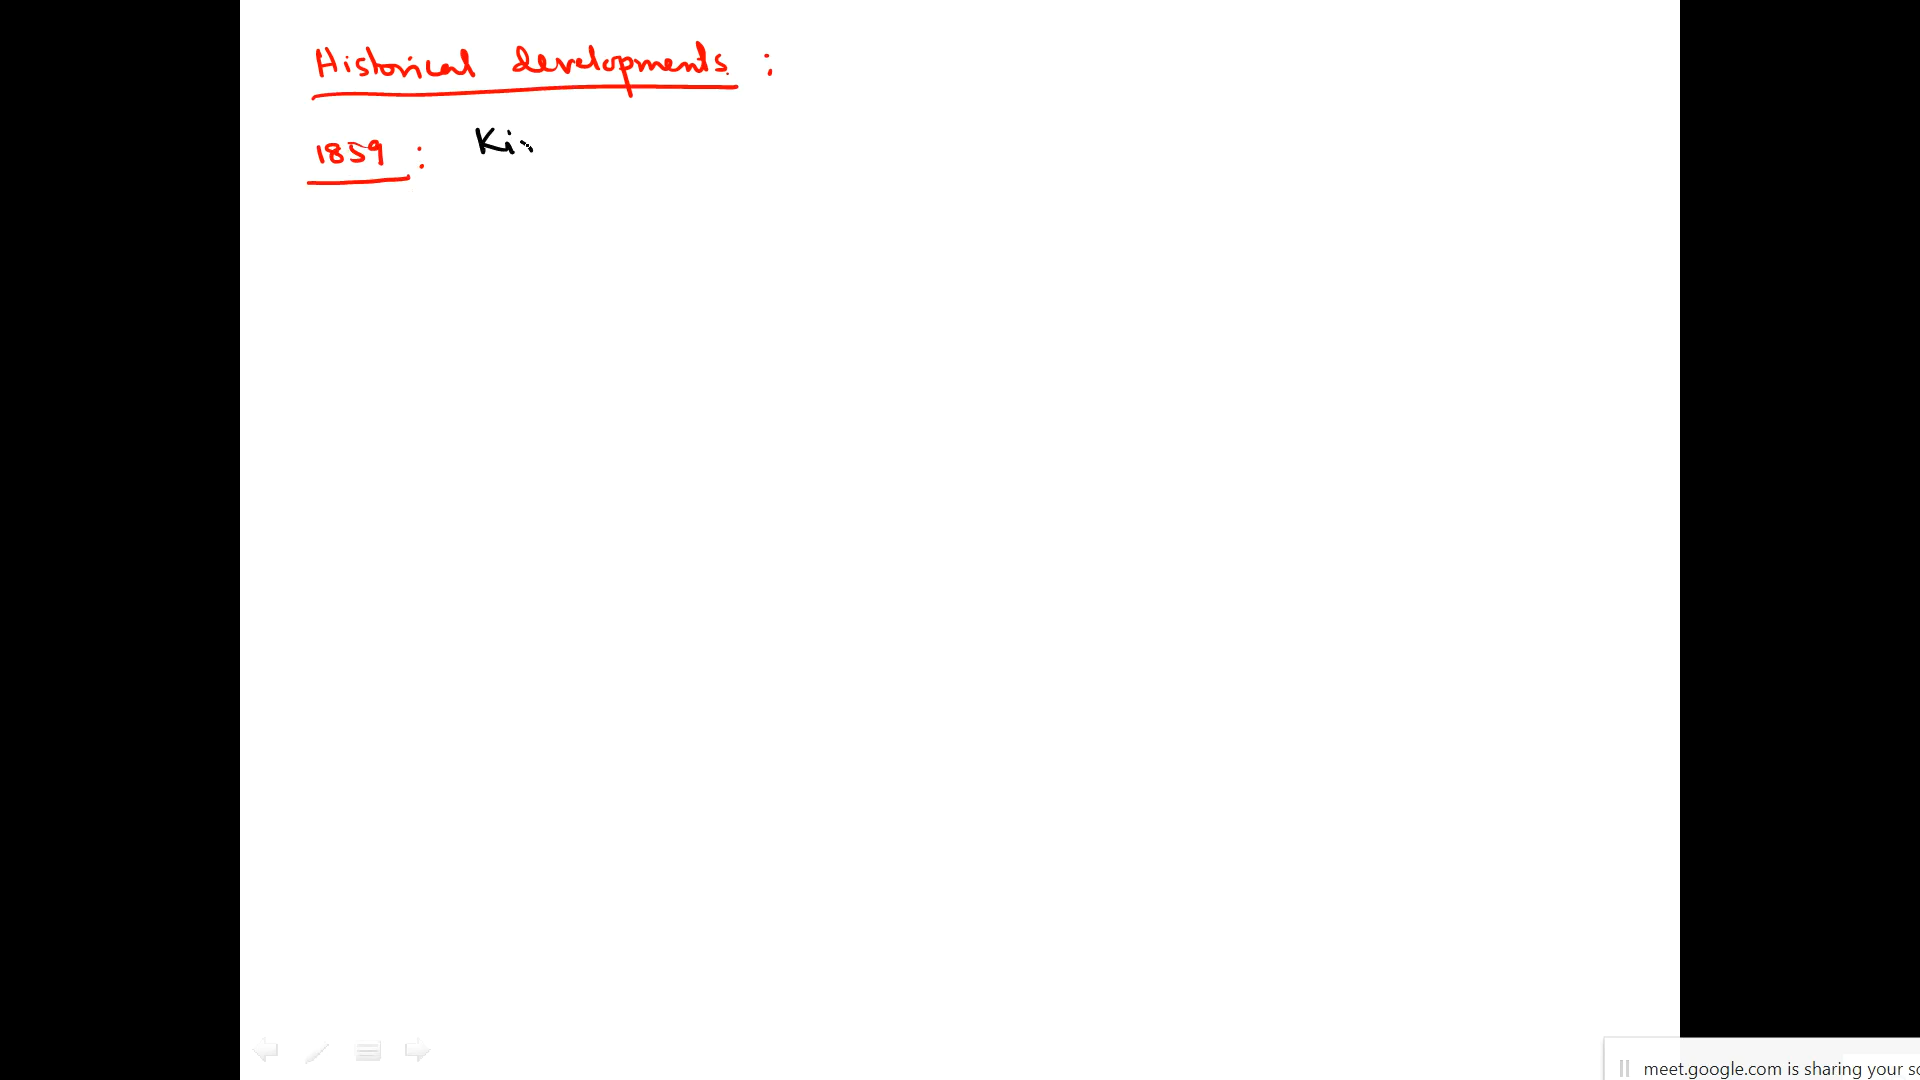 Historical developments :
1859 : Ki
meet.google.com is sharing your sc